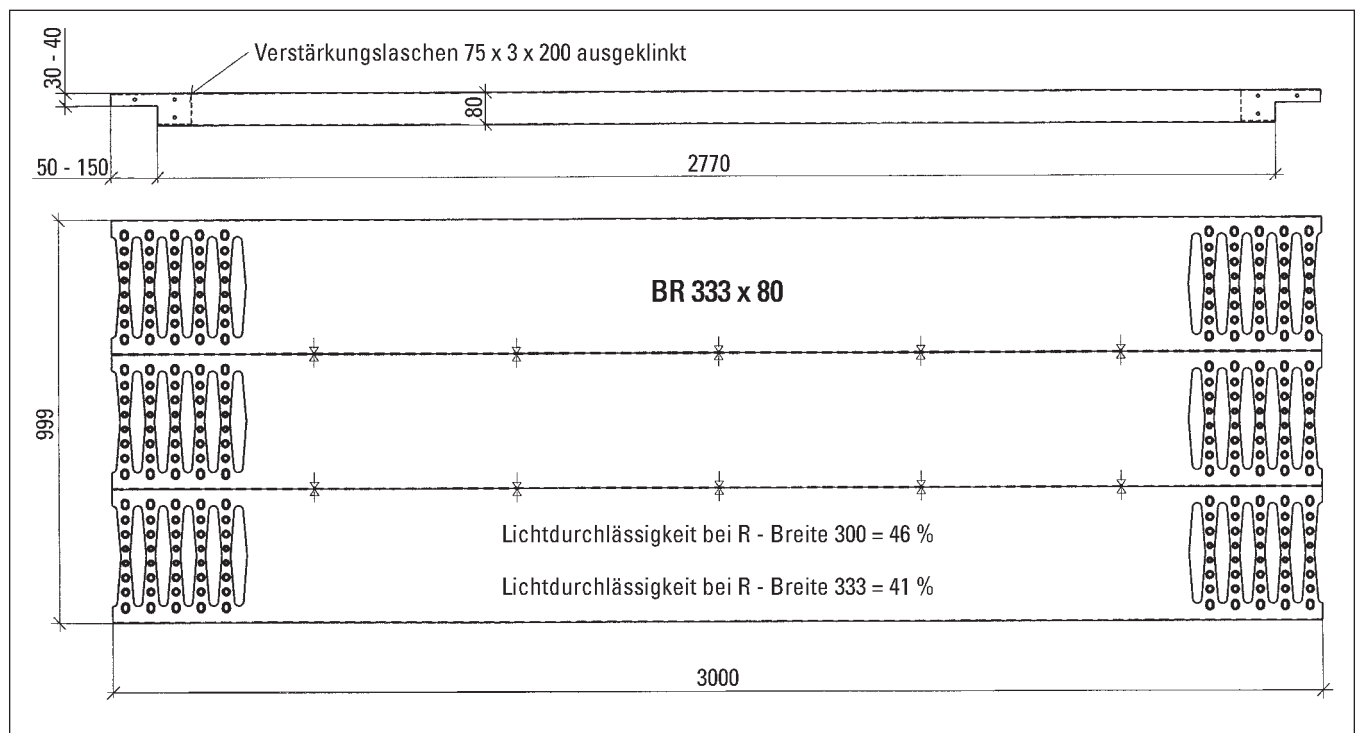 Verstärkungslaschen 75 x 3 x 200 ausgeklinkt
30 - 40
80
50 - 150
2770
BR 333 x 80
999
Lichtdurchlässigkeit bei R - Breite 300 = 46 %
Lichtdurchlässigkeit bei R - Breite 333 = 41 %
3000